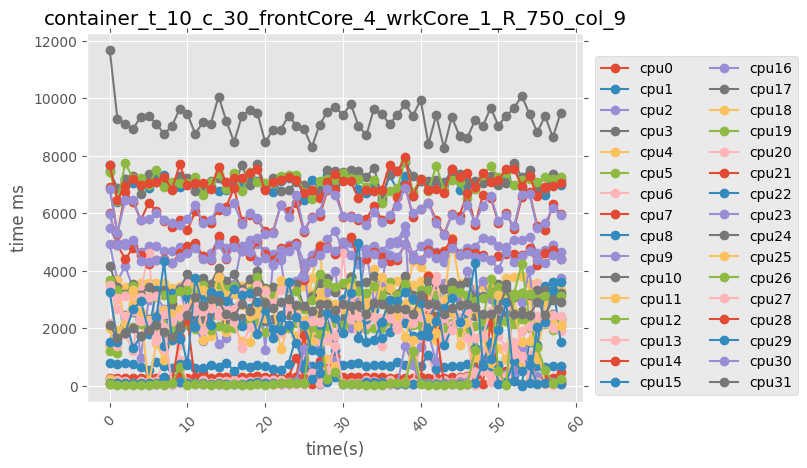 container_t_10_c_30_frontCore_4_wrkCore_1_R_750_col_9
12000
10000
8000
6000
4000
2000
0
time ms
0 10 20 30 40 50 60
time(s)
cpu0 cpu16
cpu1 cpu17
cpu2 cpu18
cpu3 cpu19
cpu4 cpu20
cpu5 cpu21
cpu6 cpu22
cpu7 cpu23
cpu8 cpu24
cpu9 cpu25
cpu10 cpu26
cpu11 cpu27
cpu12 cpu28
cpu13 cpu29
cpu14 cpu30
cpu15 cpu31